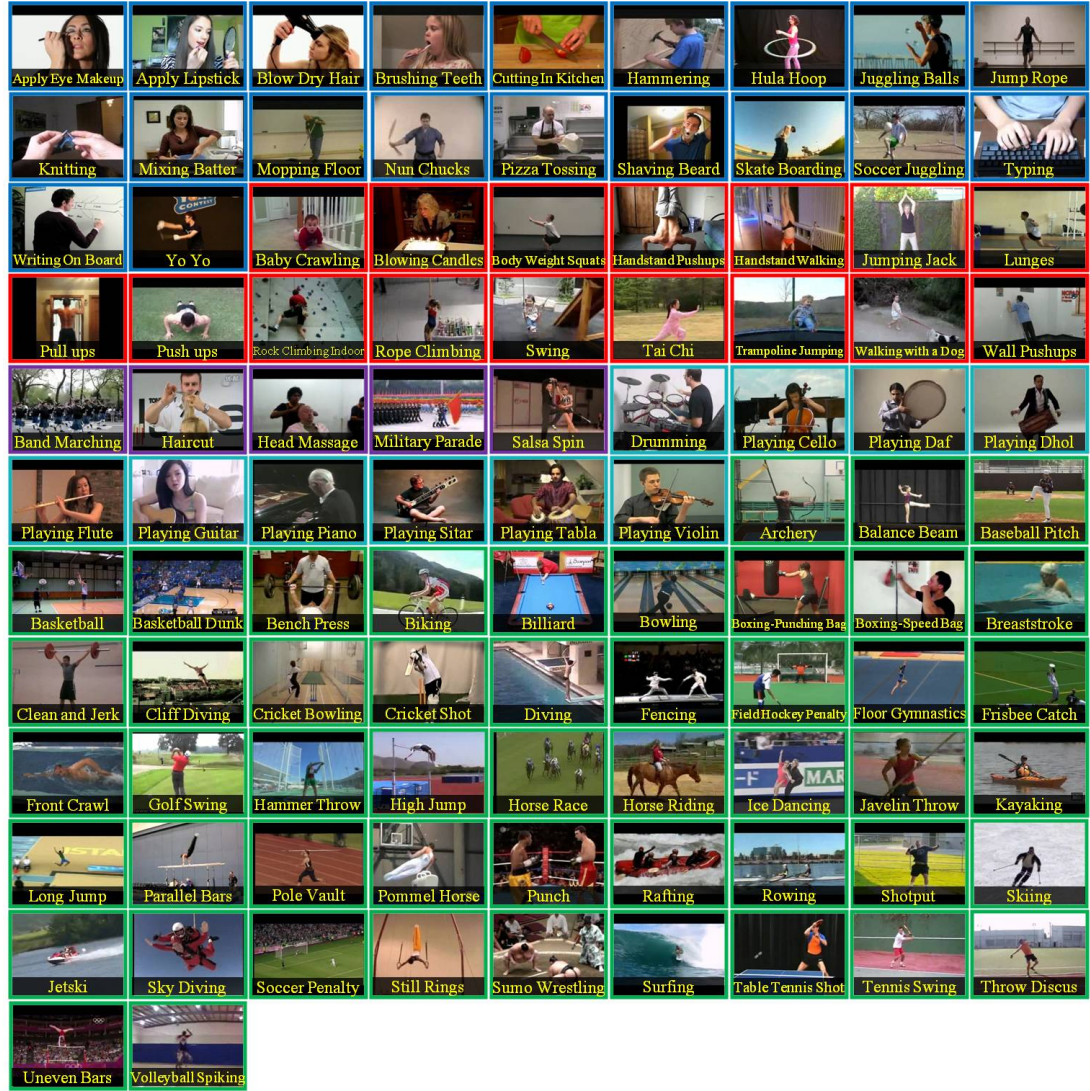 Apply Eye Makeup
Apply Lipstick
Blow Dry Hair
Brushing Teeth
Cutting In Kitchen
Hammering
Hula Hoop
Juggling Balls
Jump Rope
Knitting
Mixing Batter
Mopping Floor
Nun Chucks
Pizza Tossing
Shaving Beard
Skate Boarding
Soccer Juggling
Typing
Writing On Board
CONTEST
Yo Yo
Baby Crawling
Blowing Candles
Body Weight Squats
Handstand Pushups
Handstand Walking
Jumping Jack
Lunges
Pull ups
Push ups
Rock Climbing Indoor
Rope Climbing
Swing
Tai Chi
Trampoline Jumping
Walking with a Dog
Wall Pushups
Band Marching
Haircut
Head Massage
Military Parade
Salsa Spin
Drumming
Playing Cello
Playing Daf
Playing Dhol
Playing Flute
Playing Guitar
Playing Piano
Playing Sitar
Playing Tabla
Playing Violin
Archery
Balance Beam
Baseball Pitch
Basketball
Basketball Dunk
Bench Press
Biking
Billiard
Bowling
Boxing-Punching Bag
Boxing-Speed Bag
Breaststroke
Clean and Jerk
Cliff Diving
Cricket Bowling
Cricket Shot
Diving
Fencing
Field Hockey Penalty
Floor Gymnastics
Frisbee Catch
Front Crawl
Golf Swing
Hammer Throw
High Jump
Horse Race
Horse Riding
ード
MAR
Ice Dancing
Javelin Throw
Kayaking
Long Jump
Parallel Bars
Pole Vault
Pommel Horse
Punch
Rafting
Rowing
Shotput
Skiing
Jetski
Sky Diving
Soccer Penalty
Still Rings
Sumo Wrestling
Surfing
Table Tennis Shot
Tennis Swing
Throw Discus
Uneven Bars
Volleyball Spiking